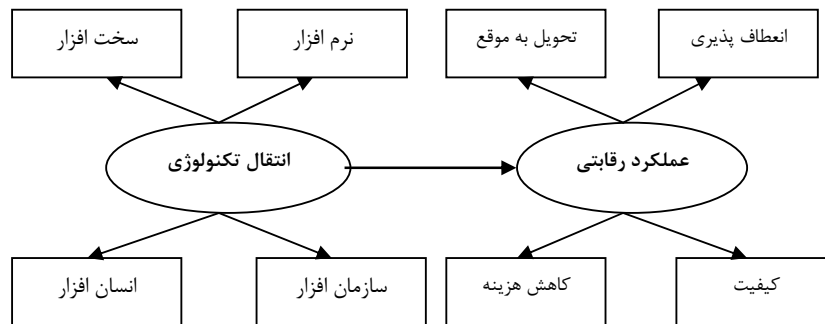 انعطاف پذیری
تحویل به موقع
نرم افزار
سخت افزار
عملکرد رقابتی
انتقال تکنولوژی
کیفیت
کاهش هزینه
سازمان افزار
انسان افزار